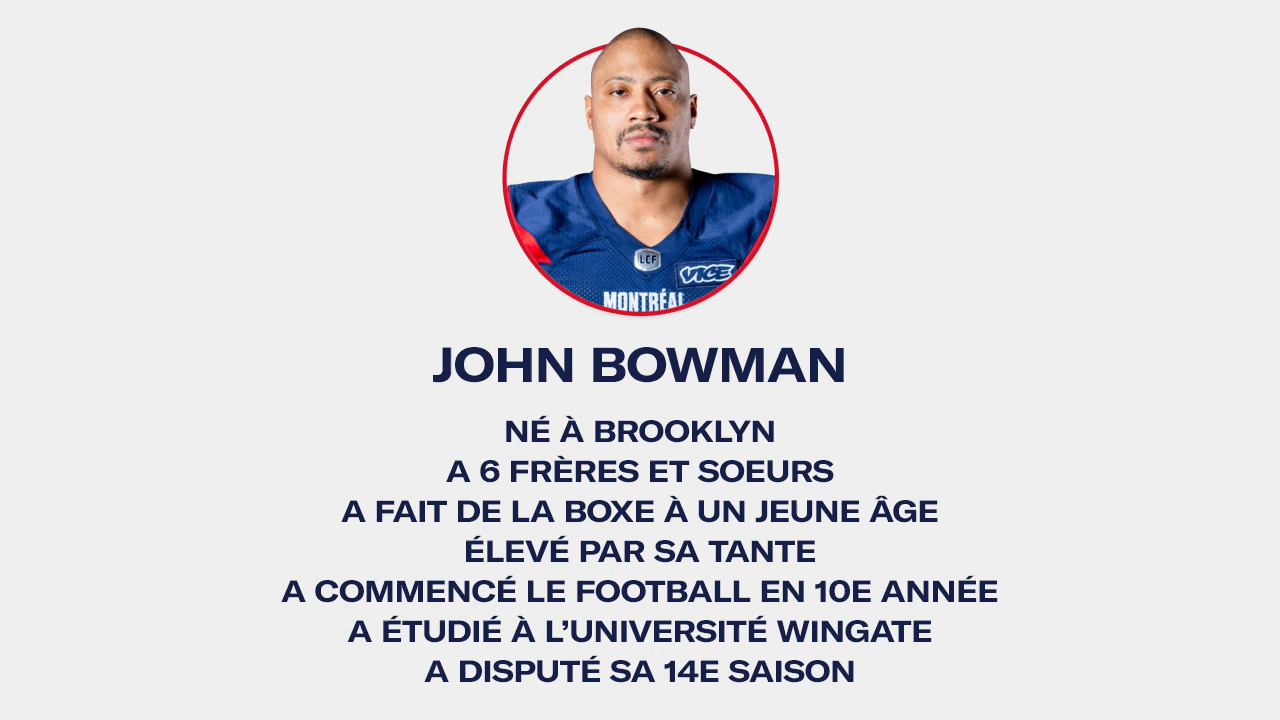 LCF
VICE
MONTRÉAL
JOHN BOWMAN
NÉ À BROOKLYN
A 6 FRÈRES ET SOEURS
A FAIT DE LA BOXE À UN JEUNE ÂGE
ÉLEVÉ PAR SA TANTE
A COMMENCÉ LE FOOTBALL EN 10E ANNÉE
A ÉTUDIÉ À L’UNIVERSITÉ WINGATE
A DISPUTÉ SA 14E SAISON